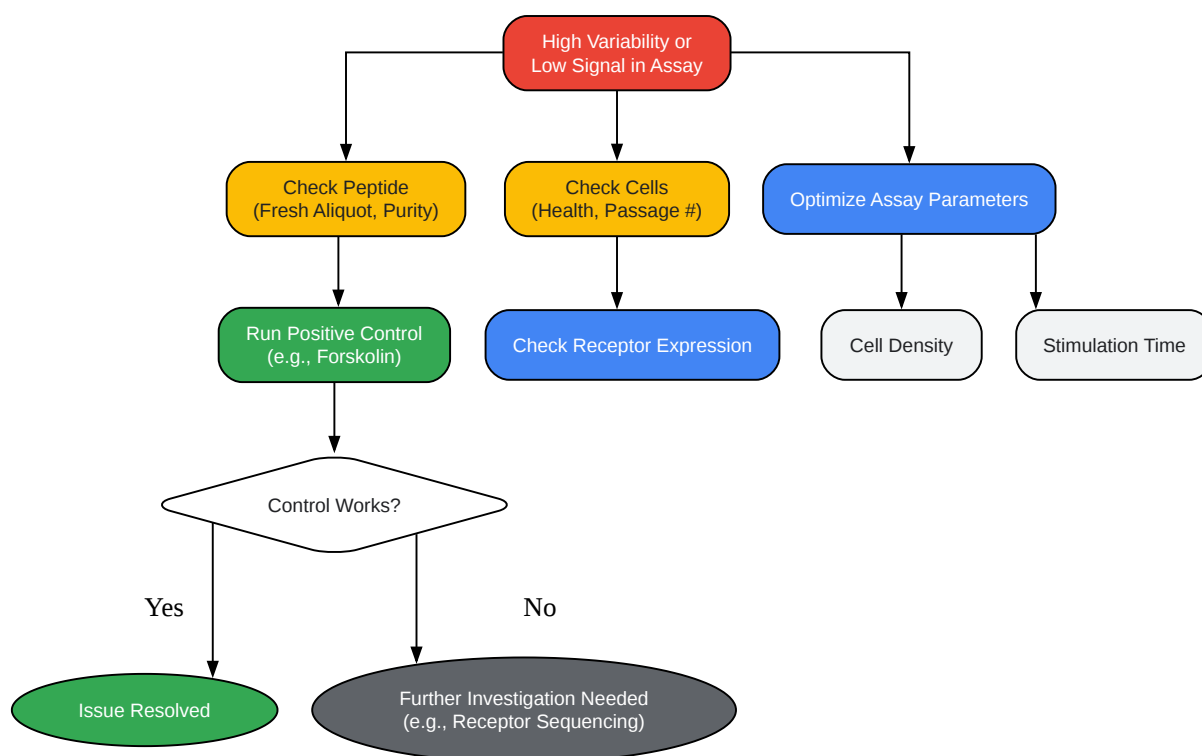 High Variability or
Low Signal in Assay
Check Peptide
(Fresh Aliquot, Purity)
Check Cells
(Health, Passage #)
Optimize Assay Parameters
Run Positive Control
(e.g., Forskolin)
Check Receptor Expression
Cell Density
Stimulation Time
Control Works?
Yes
No
Issue Resolved
Further Investigation Needed
(e.g., Receptor Sequencing)